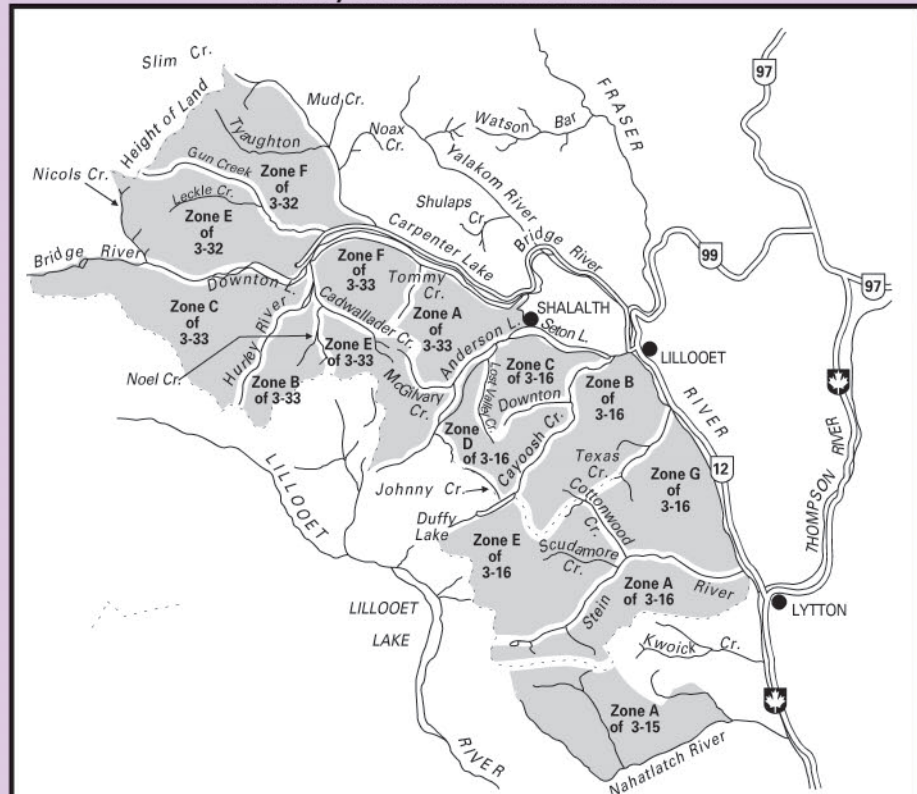 Slim Cr.
97
Height of Land
Mud Cr.
FRASER
Tyaughton
Noax
Cr.
Watson Bar
Nicols Cr.
Gun Creek
Zone F
of
3-32
Yalakom River
Leckle Cr.
Zone E
of
3-32
Shulaps
Cr.
Carpenter Lake
Bridge River
99
Bridge River
Downton L.
Zone F
of
3-33
Tommy
Cr.
97
Zone C
of
3-33
Hurley River
Cadwallader Cr.
Zone A
of
3-33
Anderson L.
SHALALTH
Seton L.
LILLOOET
Noel Cr.
Zone E
of 3-33
Zone B
of
3-33
McGilvary
Cr.
Lost Valley Cr.
Zone C
of 3-16
Downton
Zone B
of
3-16
RIVER
Zone
D
of 3-16
Cayoosh Cr.
Texas
Cr.
12
THOMPSON RIVER
LILLOOET
Johnny Cr.
Cottonwood
Cr.
Zone G
of
3-16
Duffy
Lake
Zone E
of
3-16
Scudamore
Cr.
Stein
River
Zone A
of 3-16
LYTTON
LILLOOET
LAKE
Kwoick Cr.
RIVER
Zone A
of
3-15
Nahatlatch River